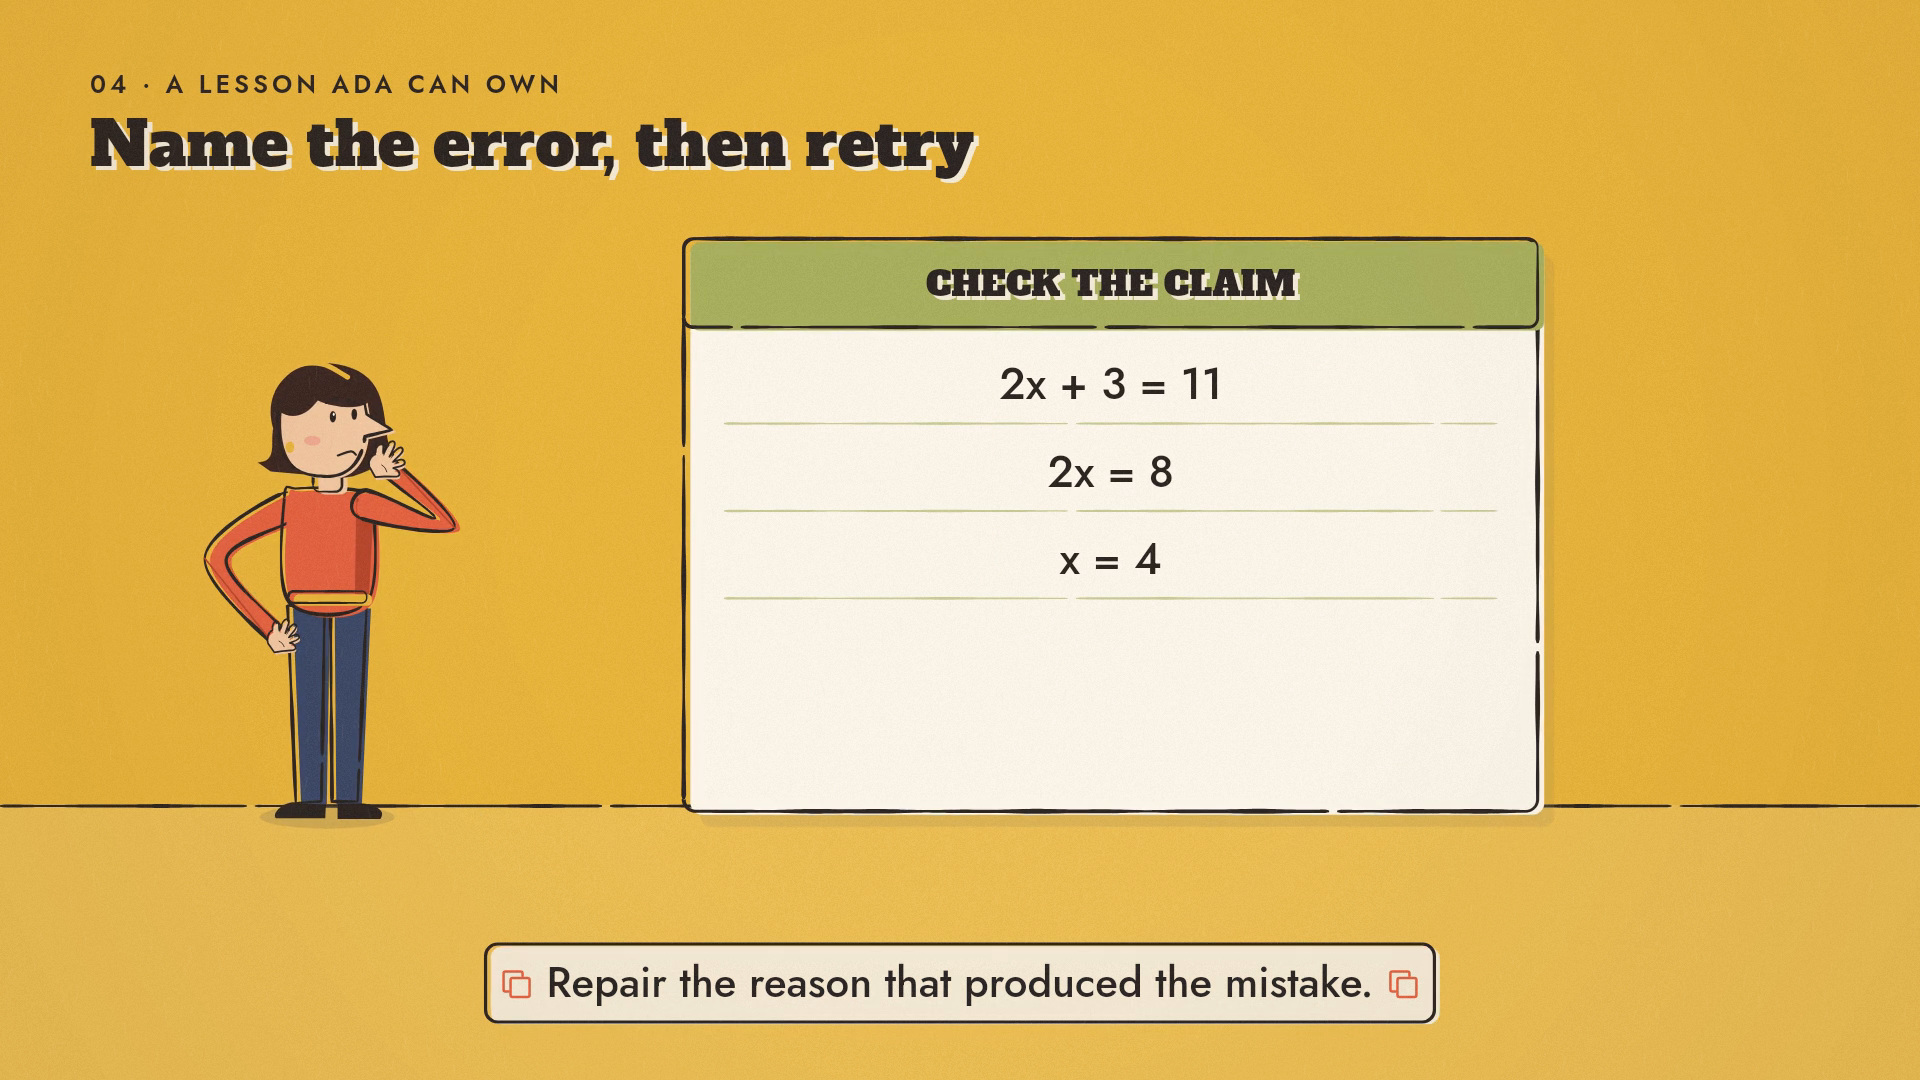 04 · A LESSON ADA CAN OWN
Name the error, then retry
CHECK THE CLAIM
2x + 3 = 11
2x = 8
x = 4
Repair the reason that produced the mistake.